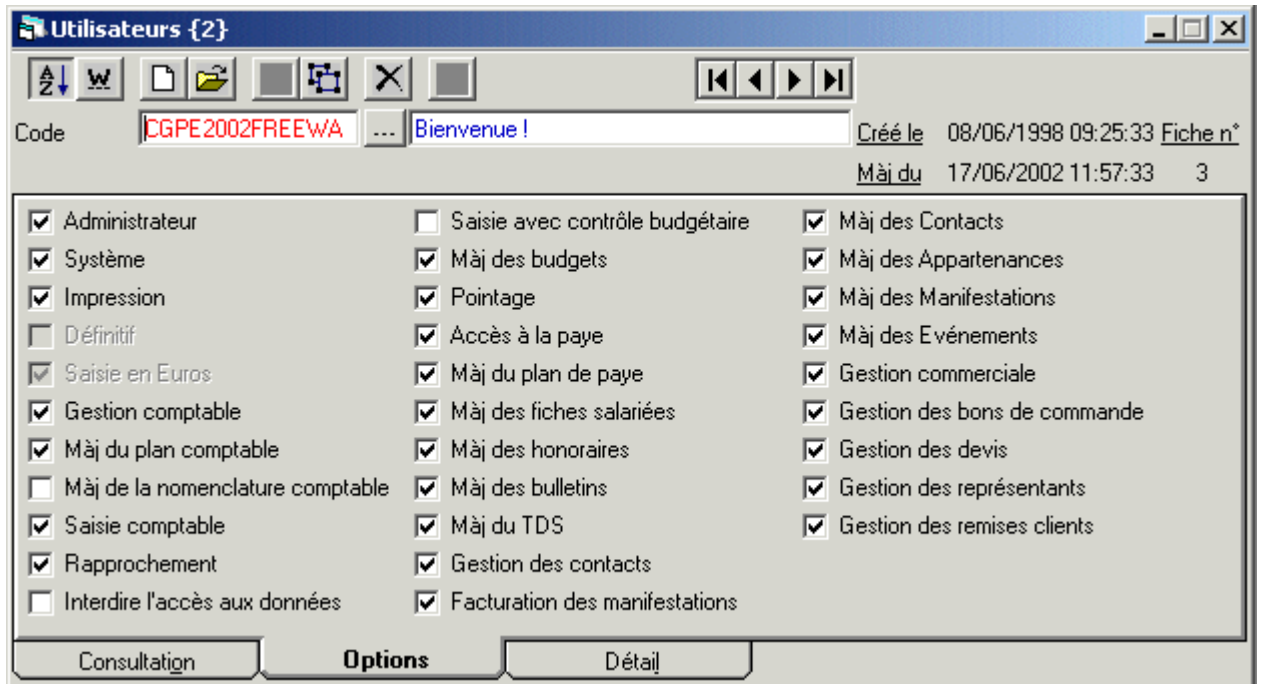 Utilisateurs {2}
Code CGPE2002FREEWA ... Bienvenue ! Créé le 08/06/1998 09:25:33 Fiche n°
Màj du 17/06/2002 11:57:33 3
Administrateur Saisie avec contrôle budgétaire Màj des Contacts
Système Màj des budgets Màj des Appartenances
Impression Pointage Màj des Manifestations
Définitif Accès à la paye Màj des Evénements
Saisie en Euros Màj du plan de paye Gestion commerciale
Gestion comptable Màj des fiches salariées Gestion des bons de commande
Màj du plan comptable Màj des honoraires Gestion des devis
Màj de la nomenclature comptable Màj des bulletins Gestion des représentants
Saisie comptable Màj du TDS Gestion des remises clients
Rapprochement Gestion des contacts
Interdire l'accès aux données Facturation des manifestations
Consultation Options Détail